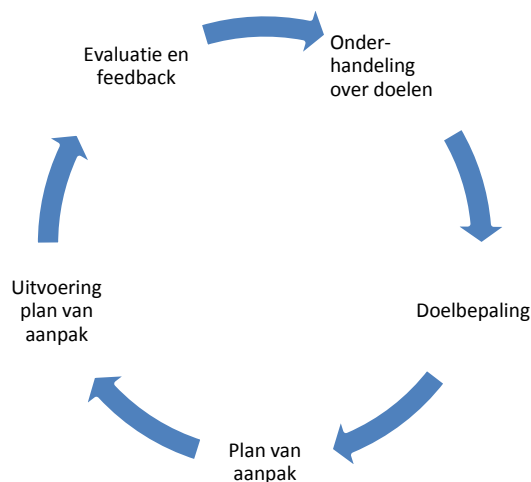 Evaluatie en
feedback
Onder-
handeling
over doelen
Doelbepaling
Plan van
aanpak
Uitvoering
plan van
aanpak